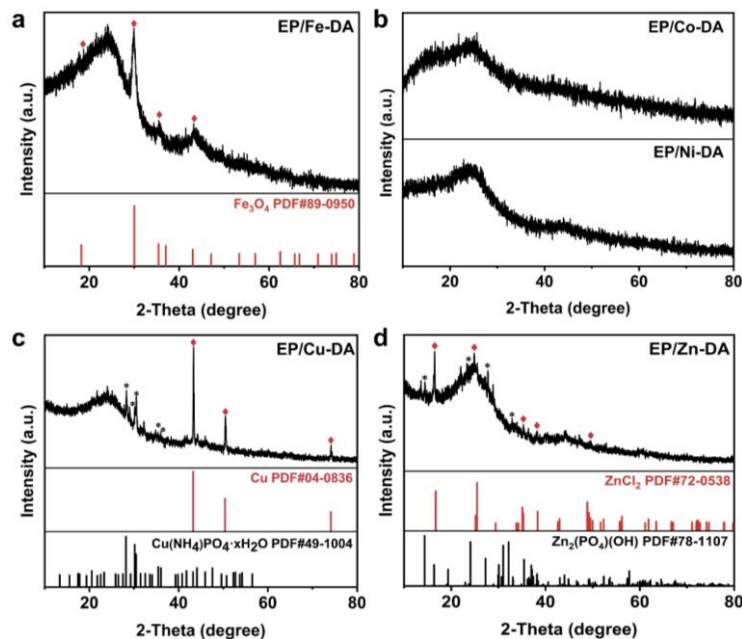 a
EP/Fe-DA
Intensity (a.u.)
Fe₃O₄ PDF#89-0950
20 40 60 80
2-Theta (degree)
b
EP/Co-DA
EP/Ni-DA
Intensity (a.u.)
20 40 60 80
2-Theta (degree)
c
EP/Cu-DA
Intensity (a.u.)
Cu PDF#04-0836
Cu(NH₄)PO₄·xH₂O PDF#49-1004
20 40 60 80
2-Theta (degree)
d
EP/Zn-DA
Intensity (a.u.)
ZnCl₂ PDF#72-0538
Zn₂(PO₄)(OH) PDF#78-1107
20 40 60 80
2-Theta (degree)